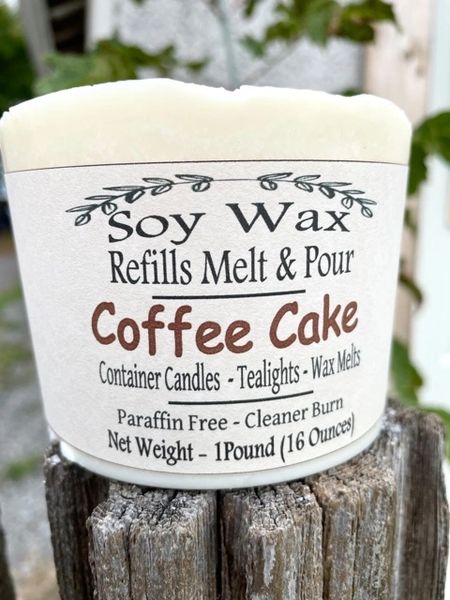 Soy Wax
Refills Melt & Pour
Coffee Cake
Container Candles - Tealights - Wax Melts
Paraffin Free - Cleaner Burn
Net Weight – 1Pound (16 Ounces)